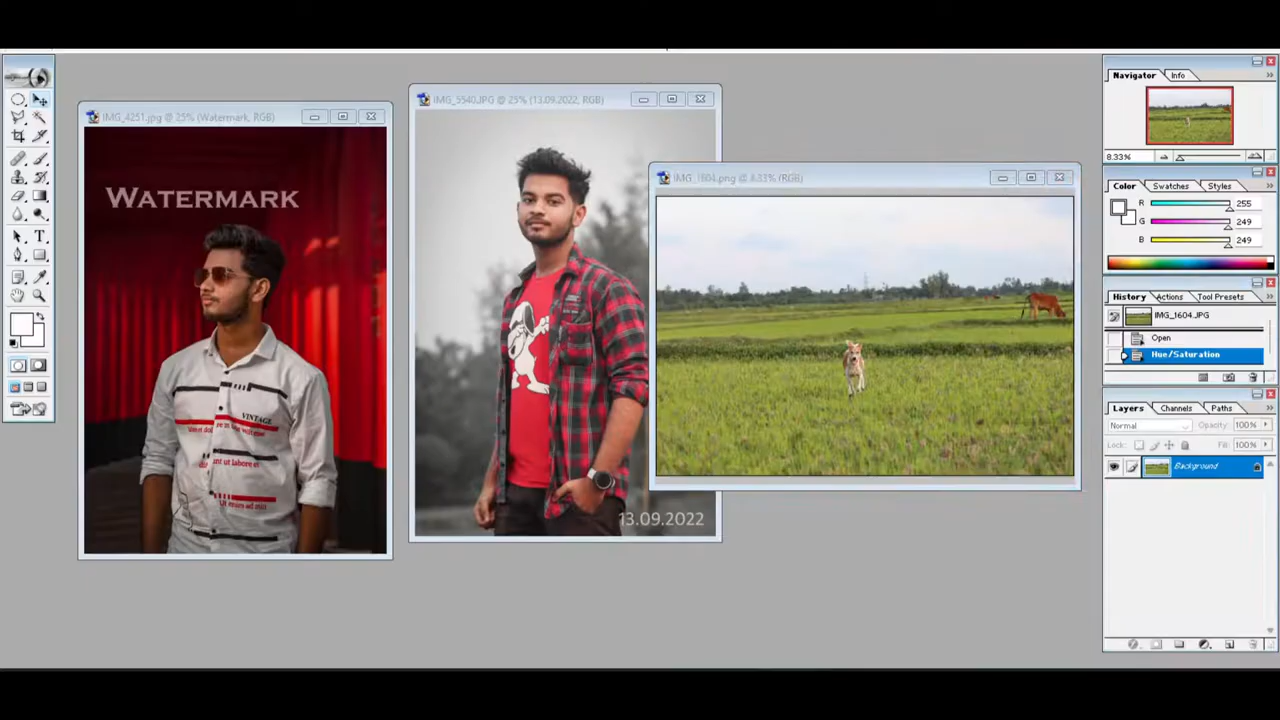 IMG_4251.jpg @ 25% (Watermark, RGB)
WATERMARK
VINTAGE
IMG_5540.JPG @ 25% (13.09.2022, RGB)
13.09.2022
IMG_1604.png @ 8.33% (RGB)
Navigator
Info
8.33%
Color
Swatches
Styles
R
255
G
249
B
249
History
Actions
Tool Presets
IMG_1604.JPG
Open
Hue/Saturation
Layers
Channels
Paths
Normal
Opacity: 100%
Lock:
Fill: 100%
Background